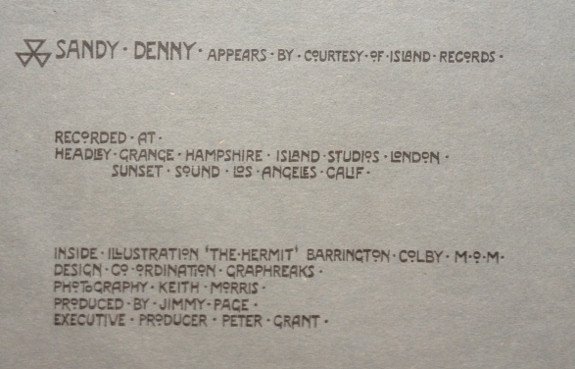 SANDY · DENNY · APPEARS · BY · COURTESY · OF · ISLAND · RECORDS ·
RECORDED · AT ·
HEADLEY · GRANGE · HAMPSHIRE · ISLAND · STUDIOS · LONDON ·
SUNSET · SOUND · LOS · ANGELES · CALIF ·
INSIDE · ILLUSTRATION 'THE · HERMIT' BARRINGTON · COLBY · M · O · M ·
DESIGN · CO · ORDINATION · GRAPHREAKS ·
PHOTOGRAPHY · KEITH · MORRIS ·
PRODUCED · BY · JIMMY · PAGE ·
EXECUTIVE · PRODUCER · PETER · GRANT ·